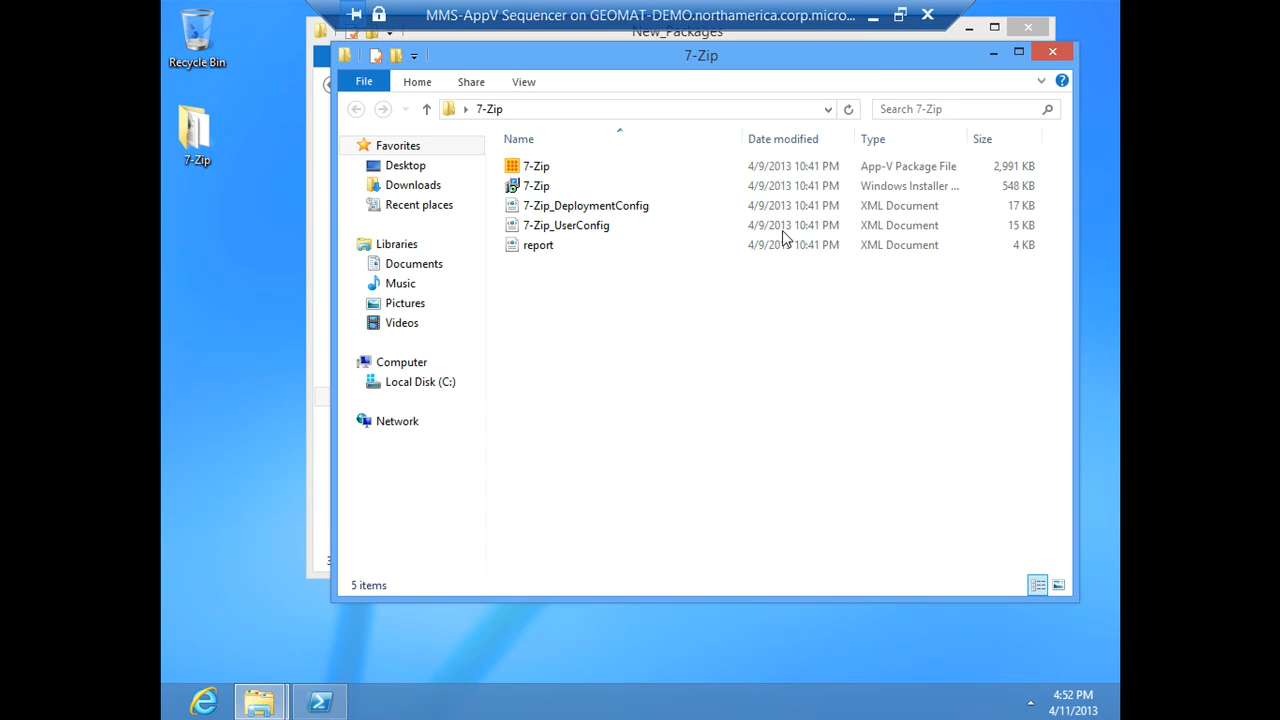 MMS-AppV Sequencer on GEOMAT-DEMO.northamerica.corp.micro...
New_Packages
Recycle Bin
7-Zip
7-Zip
File Home Share View
7-Zip
Search 7-Zip
Name Date modified Type Size
7-Zip 4/9/2013 10:41 PM App-V Package File 2,991 KB
7-Zip 4/9/2013 10:41 PM Windows Installer ... 548 KB
7-Zip_DeploymentConfig 4/9/2013 10:41 PM XML Document 17 KB
7-Zip_UserConfig 4/9/2013 10:41 PM XML Document 15 KB
report 4/9/2013 10:41 PM XML Document 4 KB
Favorites
Desktop
Downloads
Recent places
Libraries
Documents
Music
Pictures
Videos
Computer
Local Disk (C:)
Network
3
5 items
4:52 PM
4/11/2013